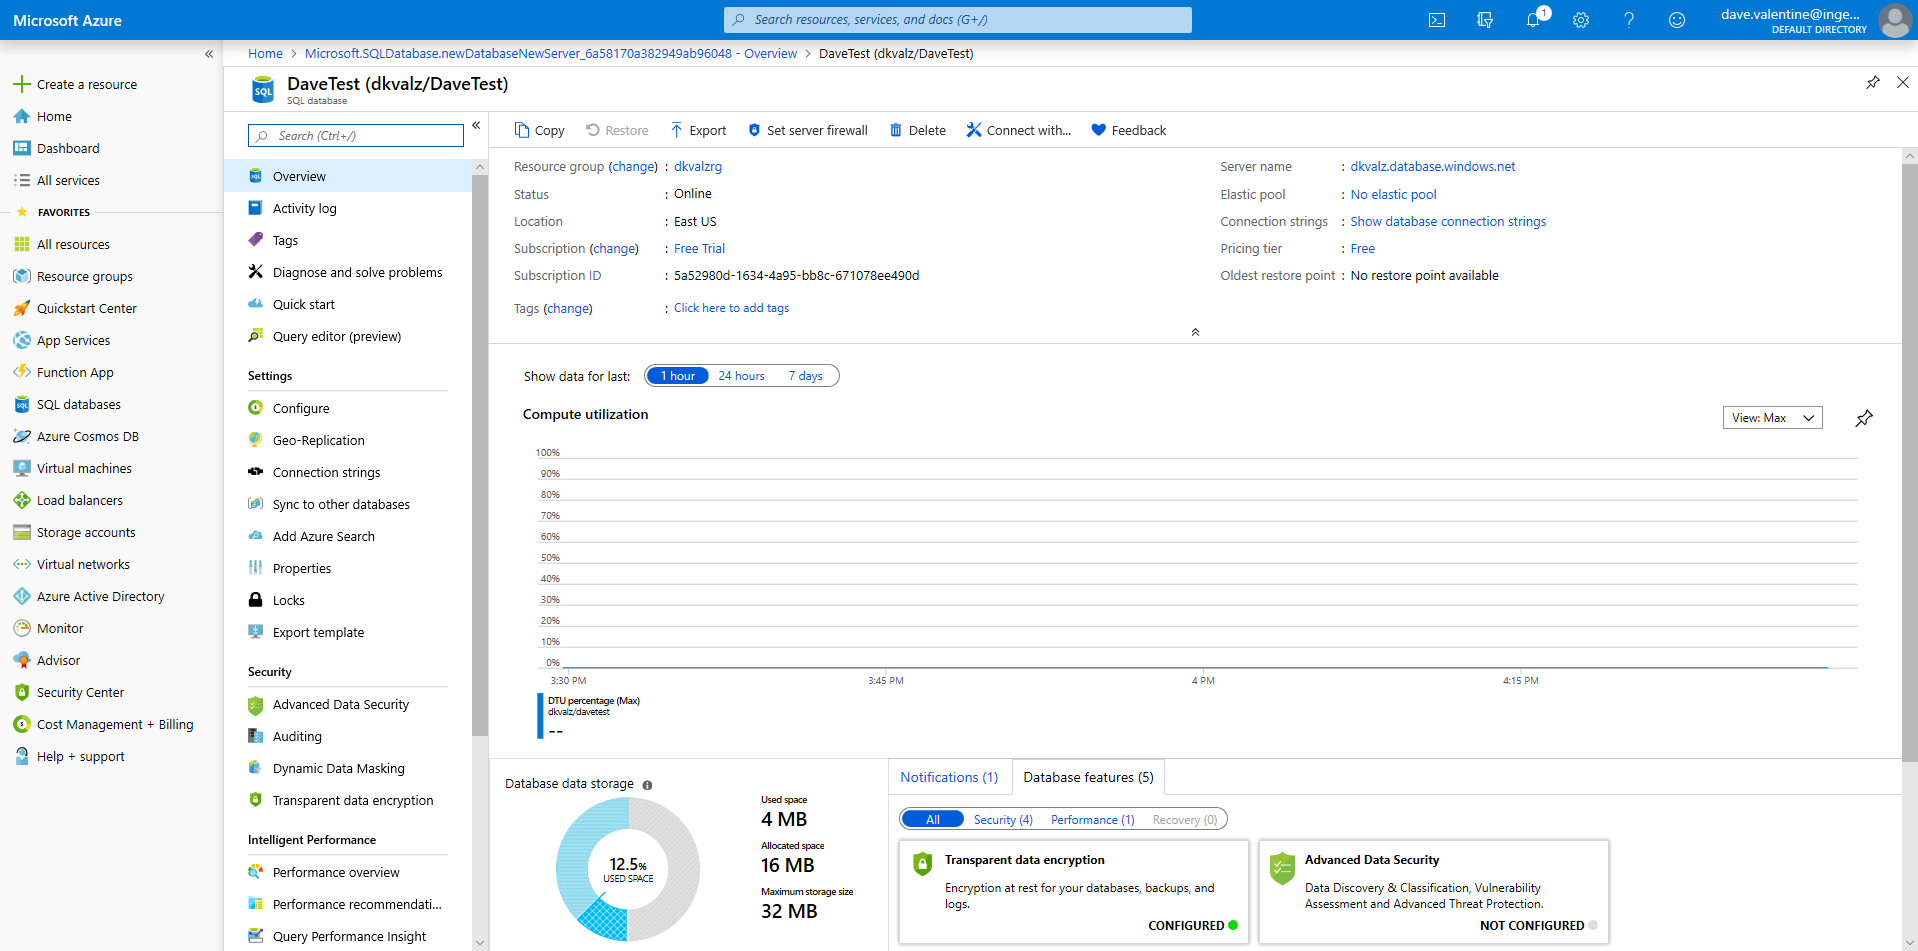 Microsoft Azure
Search resources, services, and docs (G+/)
1
dave.valentine@inge...
DEFAULT DIRECTORY
«
Create a resource
Home
Dashboard
All services
FAVORITES
All resources
Resource groups
Quickstart Center
App Services
Function App
SQL databases
Azure Cosmos DB
Virtual machines
Load balancers
Storage accounts
Virtual networks
Azure Active Directory
Monitor
Advisor
Security Center
Cost Management + Billing
Help + support
Home > Microsoft.SQLDatabase.newDatabaseNewServer_6a58170a382949ab96048 - Overview > DaveTest (dkvalz/DaveTest)
SQL
DaveTest (dkvalz/DaveTest)
SQL database
Search (Ctrl+/)
«
Overview
Activity log
Tags
Diagnose and solve problems
Quick start
Query editor (preview)
Settings
Configure
Geo-Replication
Connection strings
Sync to other databases
Add Azure Search
Properties
Locks
Export template
Security
Advanced Data Security
Auditing
Dynamic Data Masking
Transparent data encryption
Intelligent Performance
Performance overview
Performance recommendati...
Query Performance Insight
Copy Restore Export Set server firewall Delete Connect with... Feedback
Resource group (change) : dkvalzrg
Status : Online
Location : East US
Subscription (change) : Free Trial
Subscription ID : 5a52980d-1634-4a95-bb8c-671078ee490d
Tags (change) : Click here to add tags
Server name : dkvalz.database.windows.net
Elastic pool : No elastic pool
Connection strings : Show database connection strings
Pricing tier : Free
Oldest restore point : No restore point available
Show data for last: 1 hour 24 hours 7 days
Compute utilization
View: Max
100%
90%
80%
70%
60%
50%
40%
30%
20%
10%
0%
3:30 PM 3:45 PM 4 PM 4:15 PM
DTU percentage (Max)
dkvalz/davetest
--
Database data storage
12.5%
USED SPACE
Used space
4 MB
Allocated space
16 MB
Maximum storage size
32 MB
Notifications (1) Database features (5)
All Security (4) Performance (1) Recovery (0)
Transparent data encryption
Encryption at rest for your databases, backups, and
logs.
CONFIGURED
Advanced Data Security
Data Discovery & Classification, Vulnerability
Assessment and Advanced Threat Protection.
NOT CONFIGURED